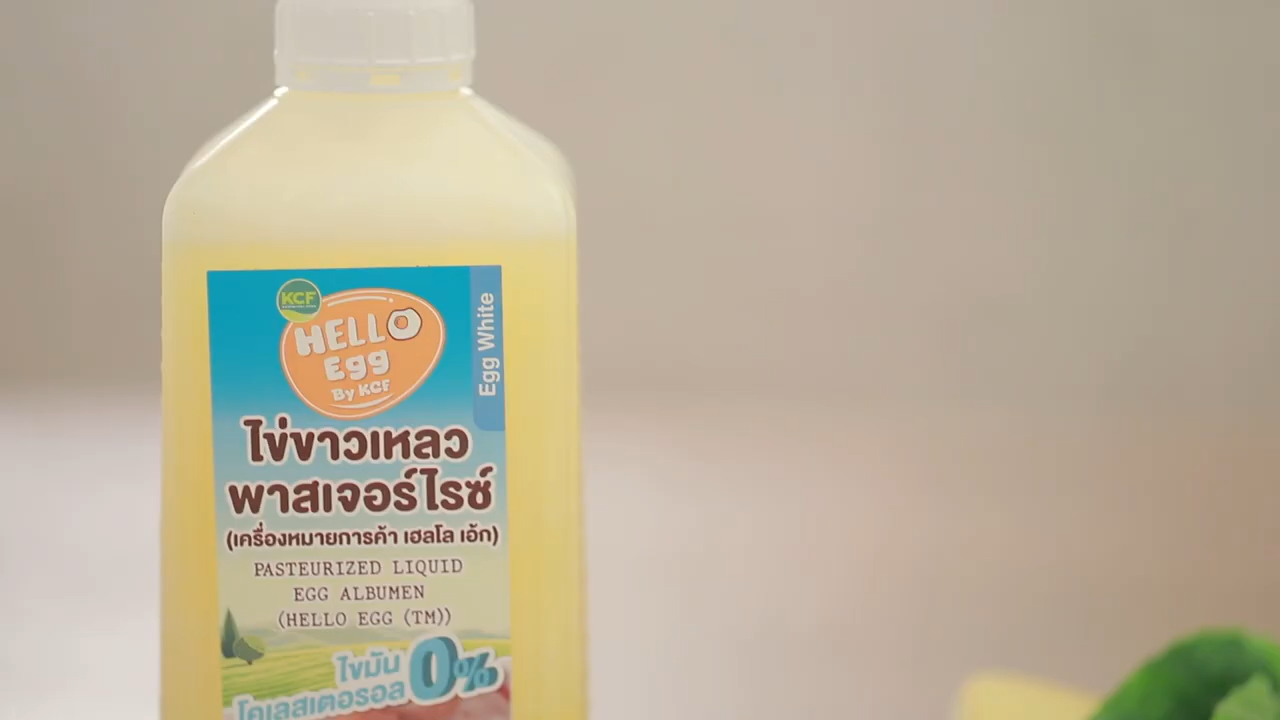 KCF
HELLO
Egg
By KCF
Egg White
ไข่ขาวเหลว
พาสเจอร์ไรซ์
(เครื่องหมายการค้า เฮลโล เอ้ก)
PASTEURIZED LIQUID
EGG ALBUMEN
(HELLO EGG (TM))
ไขมัน 0%
โคเลสเตอรอล